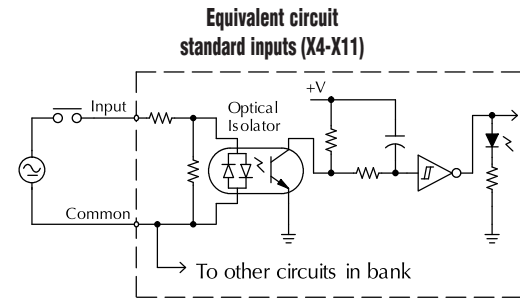 Equivalent circuit
standard inputs (X4-X11)
+V
Input
Optical
Isolator
Common
To other circuits in bank